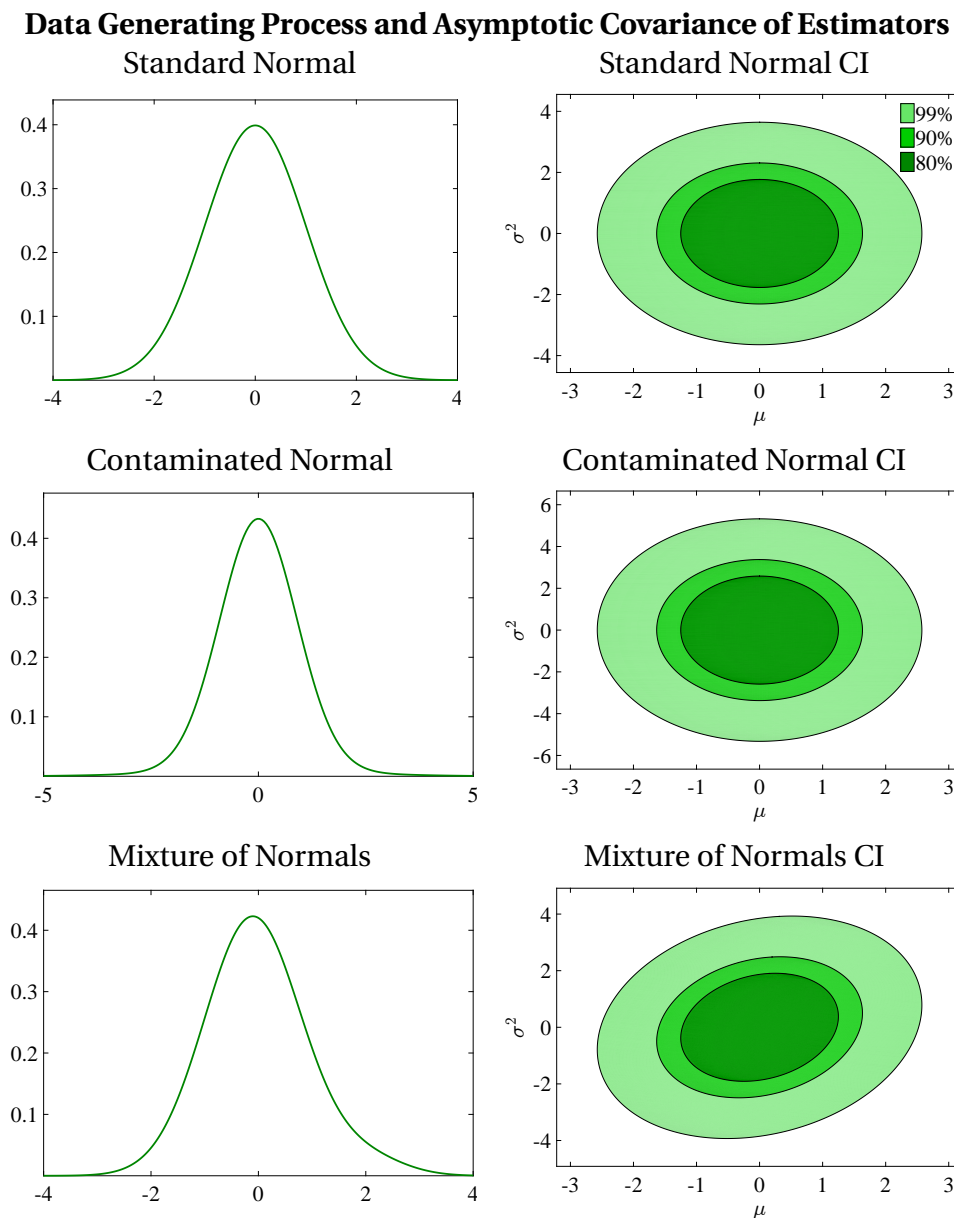 Data Generating Process and Asymptotic Covariance of Estimators
Standard Normal
0.4
0.3
0.2
0.1
-4 -2 0 2 4
Standard Normal CI
99%
90%
80%
4
2
0
-2
-4
σ²
-3 -2 -1 0 1 2 3
μ
Contaminated Normal
0.4
0.3
0.2
0.1
-5 0 5
Contaminated Normal CI
6
4
2
0
-2
-4
-6
σ²
-3 -2 -1 0 1 2 3
μ
Mixture of Normals
0.4
0.3
0.2
0.1
-4 -2 0 2 4
Mixture of Normals CI
4
2
0
-2
-4
σ²
-3 -2 -1 0 1 2 3
μ